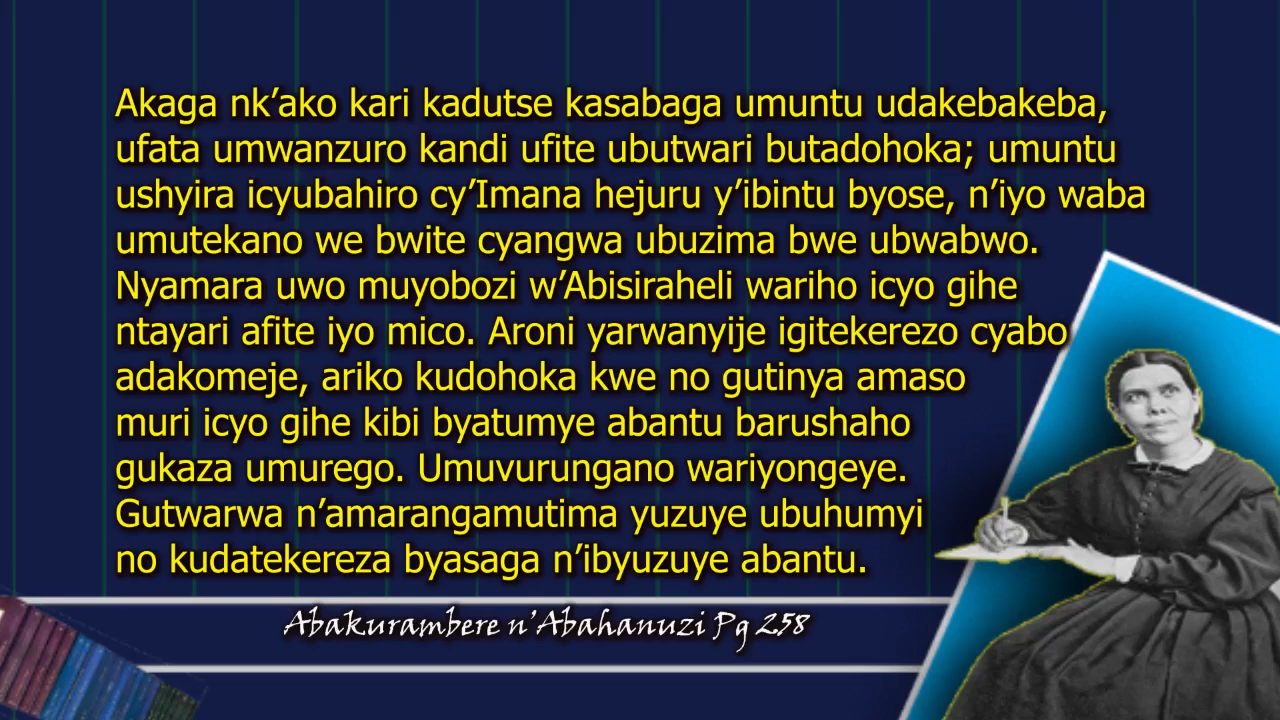 Akaga nk’ako kari kadutse kasabaga umuntu udakebakeba,
ufata umwanzuro kandi ufite ubutwari butadohoka; umuntu
ushyira icyubahiro cy’Imana hejuru y’ibintu byose, n’iyo waba
umutekano we bwite cyangwa ubuzima bwe ubwabwo.
Nyamara uwo muyobozi w’Abisiraheli wariho icyo gihe
ntayari afite iyo mico. Aroni yarwanyije igitekerezo cyabo
adakomeje, ariko kudohoka kwe no gutinya amaso
muri icyo gihe kibi byatumye abantu barushaho
gukaza umurego. Umuvurungano wariyongeye.
Gutwarwa n’amarangamutima yuzuye ubuhumyi
no kudatekereza byasaga n’ibyuzuye abantu.
Abakurambere n’Abahanuzi Pg 258